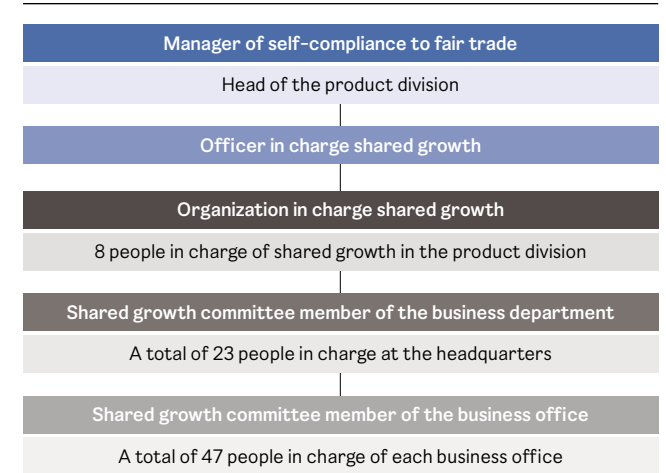 Manager of self-compliance to fair trade
Head of the product division
Officer in charge shared growth
Organization in charge shared growth
8 people in charge of shared growth in the product division
Shared growth committee member of the business department
A total of 23 people in charge at the headquarters
Shared growth committee member of the business office
A total of 47 people in charge of each business office